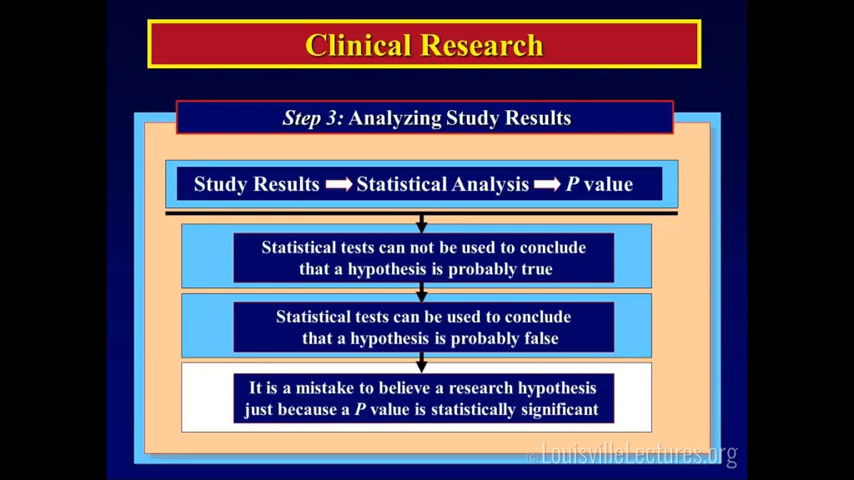 Clinical Research
Step 3: Analyzing Study Results
Study Results Statistical Analysis P value
Statistical tests can not be used to conclude
that a hypothesis is probably true
Statistical tests can be used to conclude
that a hypothesis is probably false
It is a mistake to believe a research hypothesis
just because a P value is statistically significant
© LouisvilleLectures.org